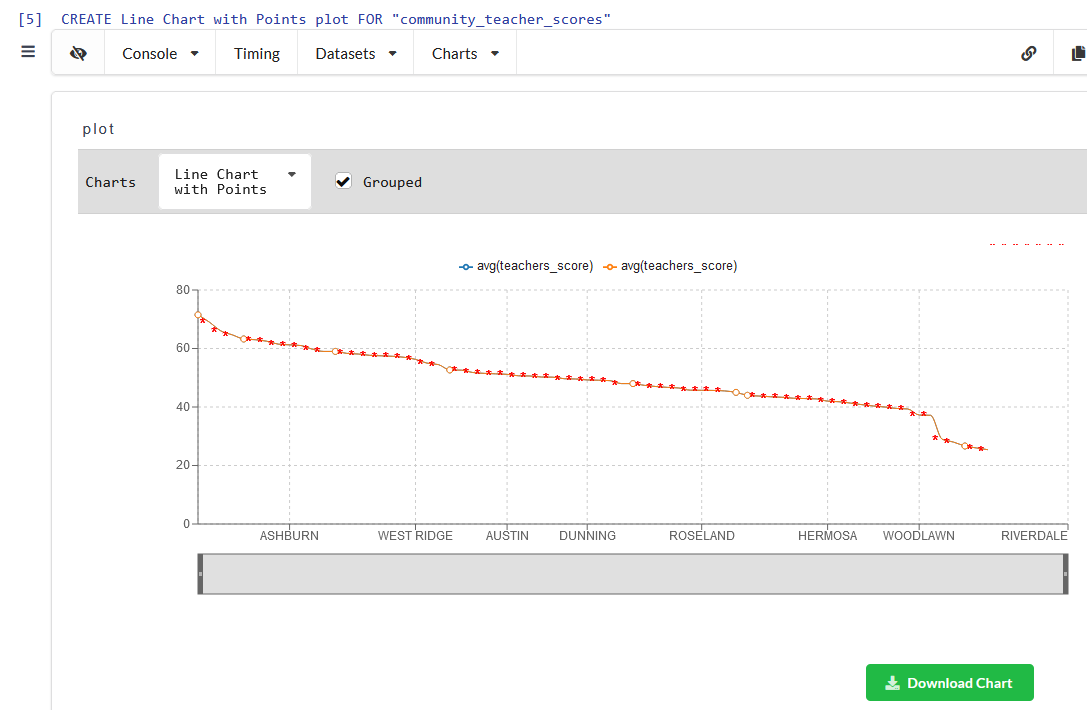 [5] CREATE Line Chart with Points plot FOR "community_teacher_scores"
Console Timing Datasets Charts
plot
Charts Line Chart with Points Grouped
avg(teachers_score) avg(teachers_score)
80
60
40
20
0
ASHBURN WEST RIDGE AUSTIN DUNNING ROSELAND HERMOSA WOODLAWN RIVERDALE
Download Chart